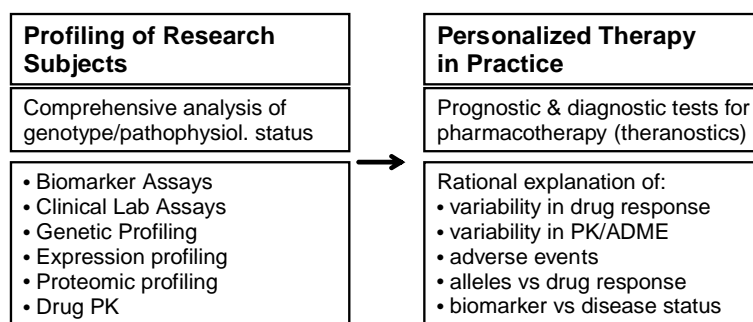 Profiling of Research
Subjects
Comprehensive analysis of
genotype/pathophysiol. status
• Biomarker Assays
• Clinical Lab Assays
• Genetic Profiling
• Expression profiling
• Proteomic profiling
• Drug PK
Personalized Therapy
in Practice
Prognostic & diagnostic tests for
pharmacotherapy (theranostics)
Rational explanation of:
• variability in drug response
• variability in PK/ADME
• adverse events
• alleles vs drug response
• biomarker vs disease status